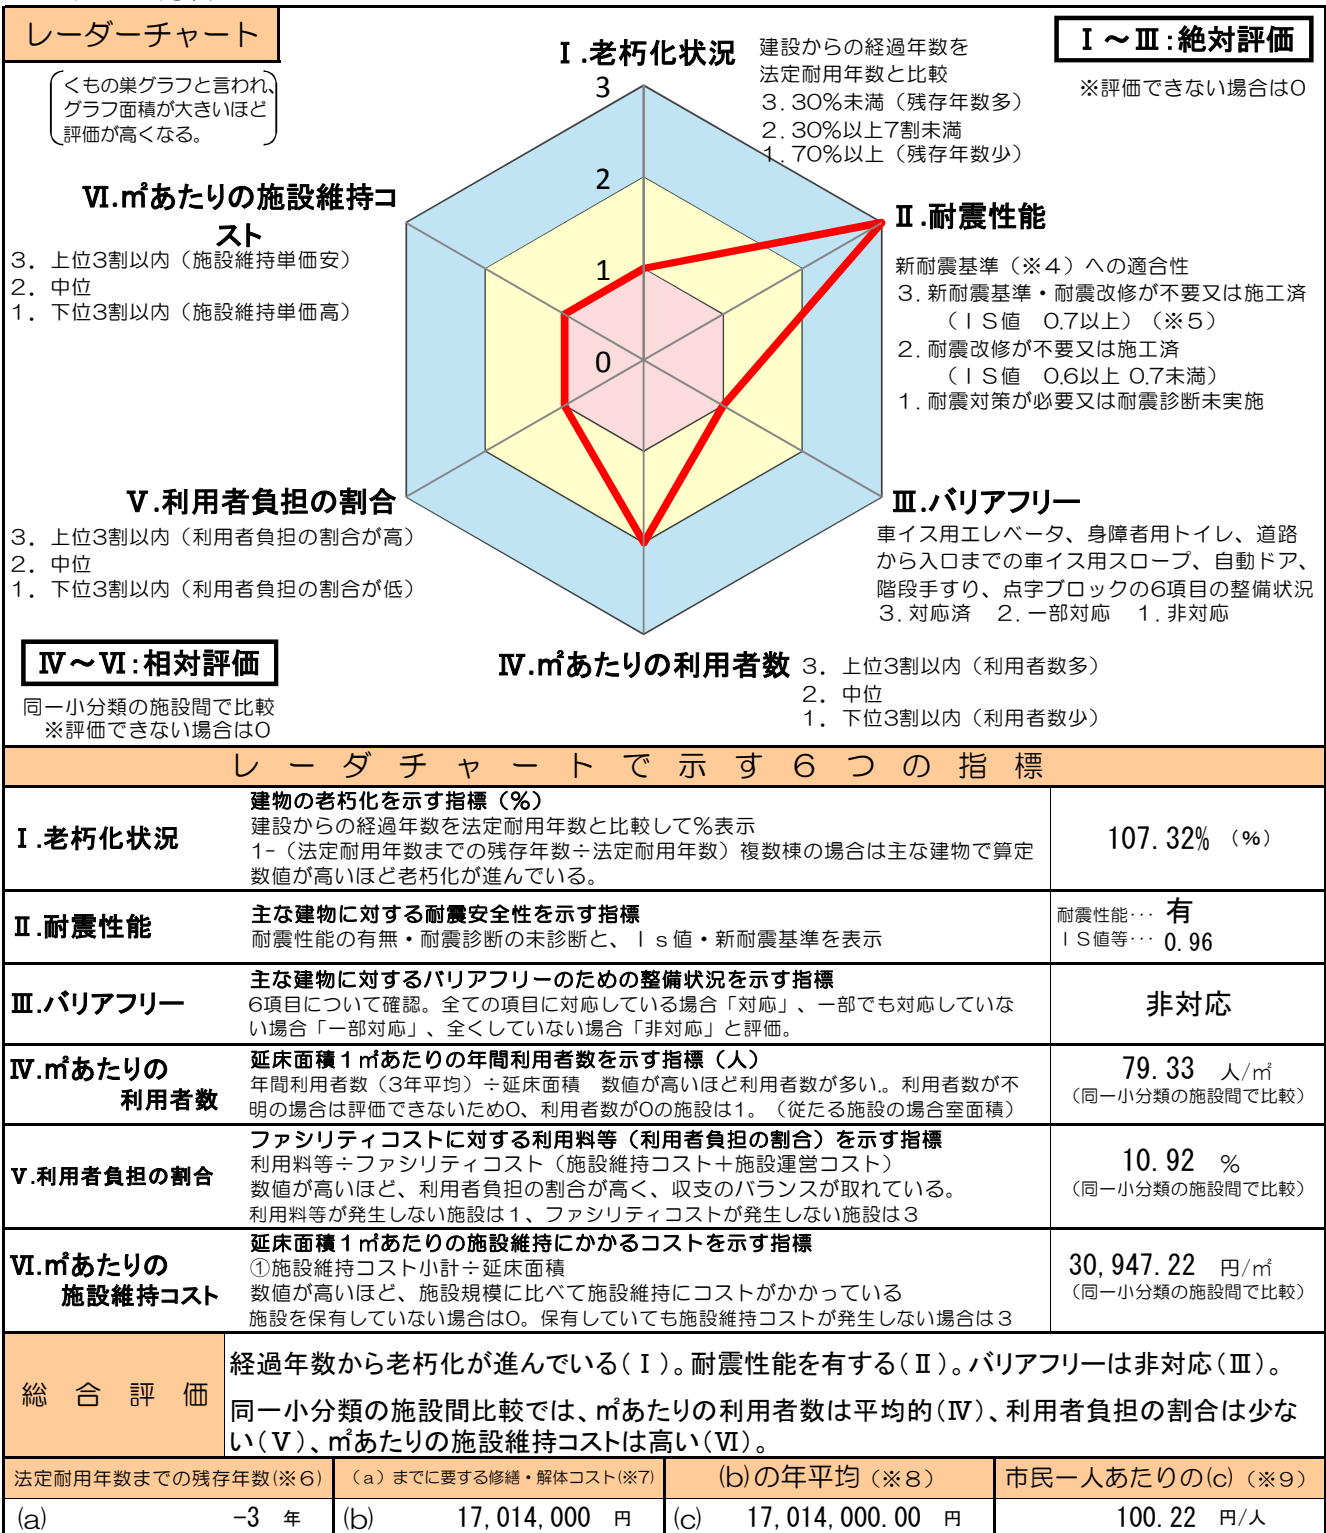 レーダーチャート
くもの巣グラフと言われ、
グラフ面積が大きいほど
評価が高くなる。
Ⅰ.老朽化状況
建設からの経過年数を
法定耐用年数と比較
3.30%未満（残存年数多）
2.30%以上7割未満
1.70%以上（残存年数少）
Ⅰ～Ⅲ:絶対評価
※評価できない場合は0
3
2
1
0
Ⅱ.耐震性能
新耐震基準（※4）への適合性
3.新耐震基準・耐震改修が不要又は施工済
（ＩＳ値　0.7以上）（※5）
2.耐震改修が不要又は施工済
（ＩＳ値　0.6以上 0.7未満）
1.耐震対策が必要又は耐震診断未実施
Ⅲ.バリアフリー
車イス用エレベータ、身障者用トイレ、道路
から入口までの車イス用スロープ、自動ドア、
階段手すり、点字ブロックの6項目の整備状況
3.対応済　2.一部対応　1.非対応
Ⅳ.㎡あたりの利用者数
3.　上位3割以内（利用者数多）
2.　中位
1.　下位3割以内（利用者数少）
Ⅴ.利用者負担の割合
3.　上位3割以内（利用者負担の割合が高）
2.　中位
1.　下位3割以内（利用者負担の割合が低）
Ⅵ.㎡あたりの施設維持コ
スト
3.　上位3割以内（施設維持単価安）
2.　中位
1.　下位3割以内（施設維持単価高）
Ⅳ～Ⅵ:相対評価
同一小分類の施設間で比較
※評価できない場合は0
レーダチャートで示す6つの指標
Ⅰ.老朽化状況
建物の老朽化を示す指標（%）
建設からの経過年数を法定耐用年数と比較して%表示
1-（法定耐用年数までの残存年数÷法定耐用年数）複数棟の場合は主な建物で算定
数値が高いほど老朽化が進んでいる。
107.32% （%）
Ⅱ.耐震性能
主な建物に対する耐震安全性を示す指標
耐震性能の有無・耐震診断の未診断と、Ｉｓ値・新耐震基準を表示
耐震性能… 有
ＩＳ値等… 0.96
Ⅲ.バリアフリー
主な建物に対するバリアフリーのための整備状況を示す指標
6項目について確認。全ての項目に対応している場合「対応」、一部でも対応していな
い場合「一部対応」、全くしていない場合「非対応」と評価。
非対応
Ⅳ.㎡あたりの
利用者数
延床面積１㎡あたりの年間利用者数を示す指標（人）
年間利用者数（3年平均）÷延床面積　数値が高いほど利用者数が多い。利用者数が不
明の場合は評価できないため0、利用者数が0の施設は1。（従たる施設の場合室面積）
79.33 人/㎡
（同一小分類の施設間で比較）
Ⅴ.利用者負担の割合
ファシリティコストに対する利用料等（利用者負担の割合）を示す指標
利用料等÷ファシリティコスト（施設維持コスト＋施設運営コスト）
数値が高いほど、利用者負担の割合が高く、収支のバランスが取れている。
利用料等が発生しない施設は１、ファシリティコストが発生しない施設は３
10.92 %
（同一小分類の施設間で比較）
Ⅵ.㎡あたりの
施設維持コスト
延床面積１㎡あたりの施設維持にかかるコストを示す指標
①施設維持コスト小計÷延床面積
数値が高いほど、施設規模に比べて施設維持にコストがかかっている
施設を保有していない場合は0。保有していても施設維持コストが発生しない場合は３
30,947.22 円/㎡
（同一小分類の施設間で比較）
総合評価
経過年数から老朽化が進んでいる(Ⅰ)。耐震性能を有する(Ⅱ)。バリアフリーは非対応(Ⅲ)。
同一小分類の施設間比較では、㎡あたりの利用者数は平均的(Ⅳ)、利用者負担の割合は少な
い(Ⅴ)、㎡あたりの施設維持コストは高い(Ⅵ)。
法定耐用年数までの残存年数(※6)
（a）までに要する修繕・解体コスト(※7)
(b)の年平均（※8）
市民一人あたりの(c)（※9）
(a) -3 年
(b) 17,014,000 円
(c) 17,014,000.00 円
100.22 円/人